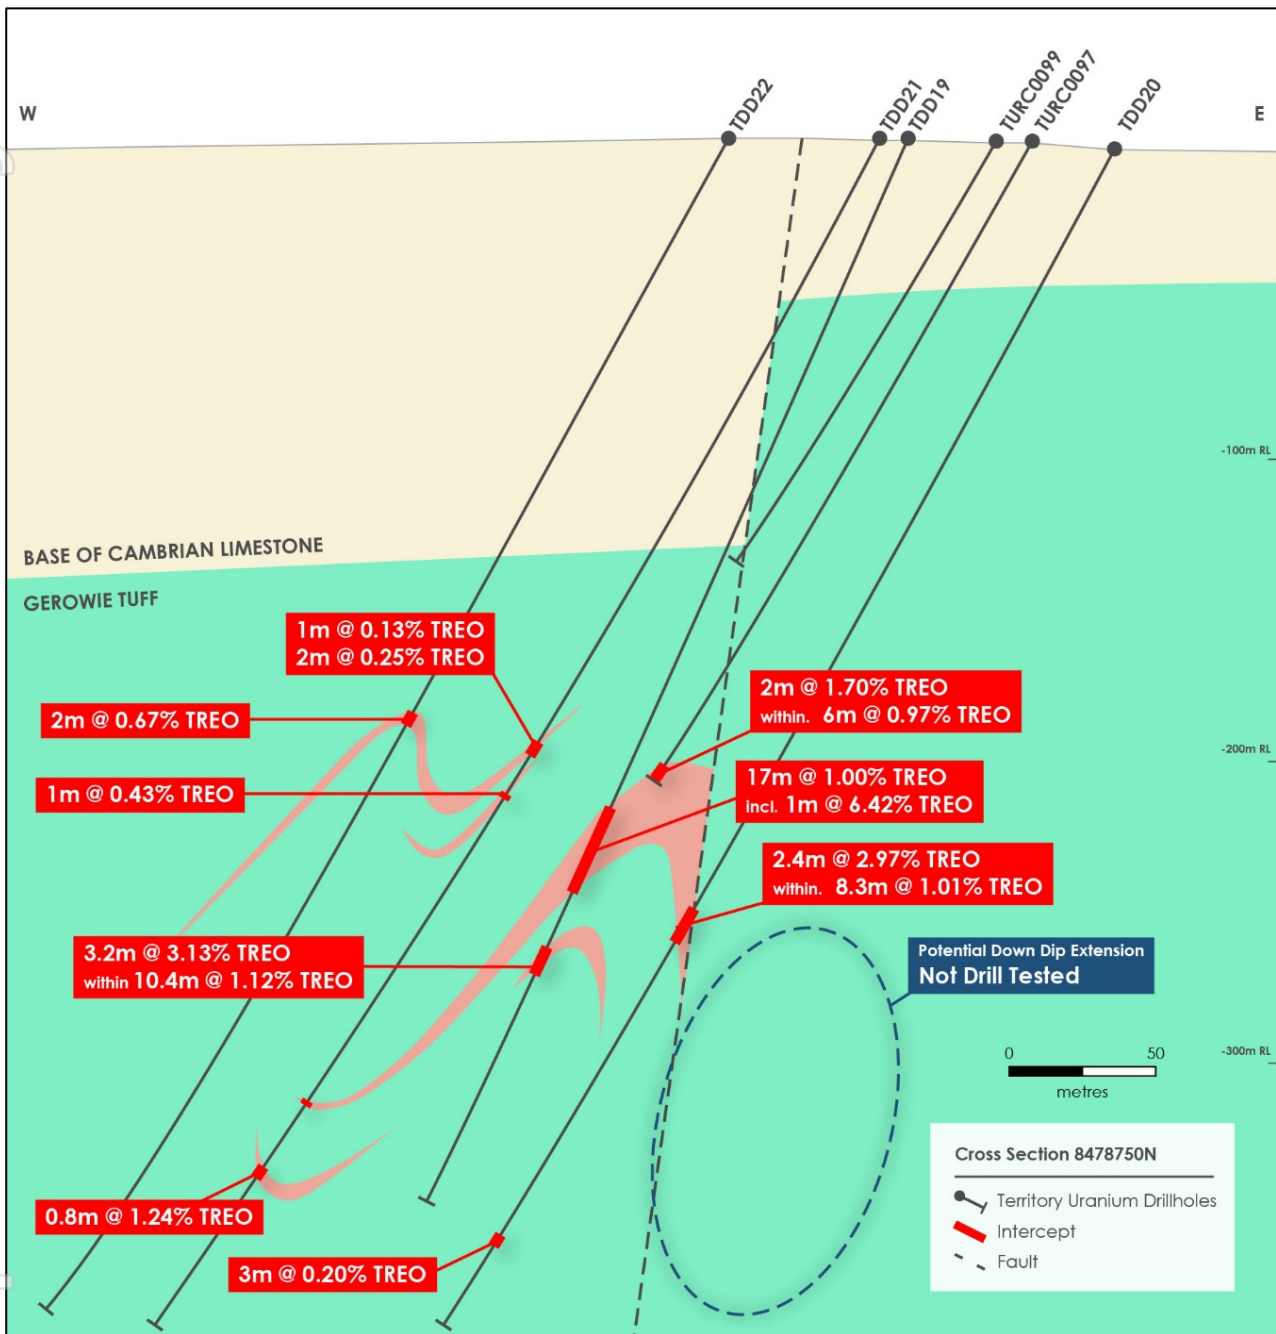 W
TDD22
TDD21
TDD19
TURC0099
TURC0097
TDD20
E
-100m RL
BASE OF CAMBRIAN LIMESTONE
GEROWIE TUFF
1m @ 0.13% TREO
2m @ 0.25% TREO
2m @ 0.67% TREO
2m @ 1.70% TREO
within. 6m @ 0.97% TREO
-200m RL
1m @ 0.43% TREO
17m @ 1.00% TREO
incl. 1m @ 6.42% TREO
2.4m @ 2.97% TREO
within. 8.3m @ 1.01% TREO
3.2m @ 3.13% TREO
within 10.4m @ 1.12% TREO
Potential Down Dip Extension
Not Drill Tested
-300m RL
0 50
metres
0.8m @ 1.24% TREO
3m @ 0.20% TREO
Cross Section 8478750N
Territory Uranium Drillholes
Intercept
Fault